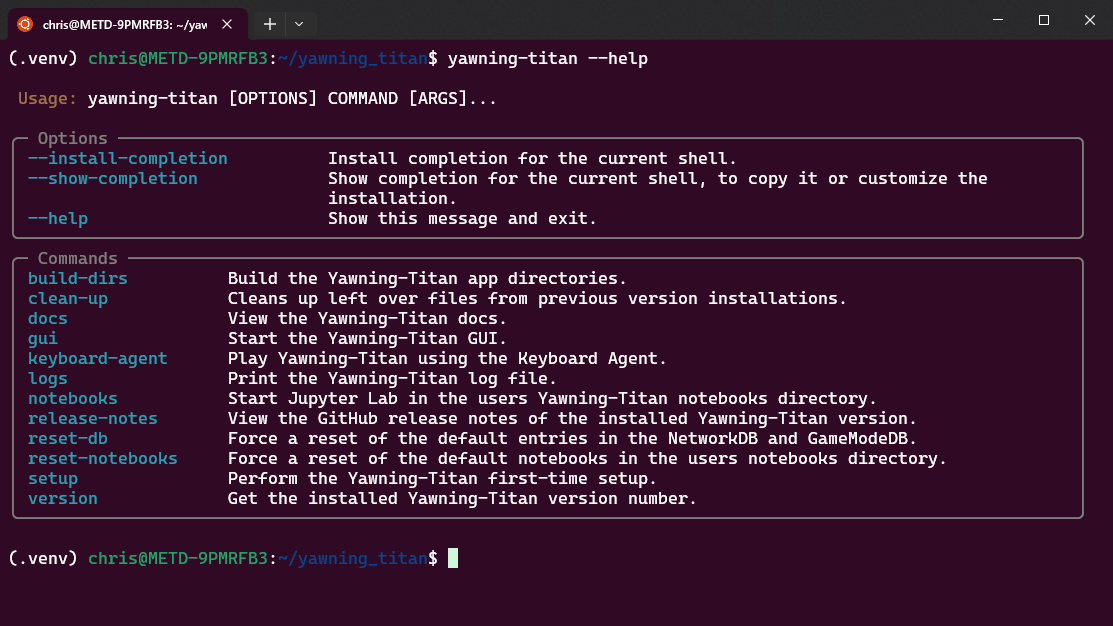 chris@METD-9PMRFB3: ~/yaw
(.venv) chris@METD-9PMRFB3:~/yawning_titan$ yawning-titan --help
Usage: yawning-titan [OPTIONS] COMMAND [ARGS]...
Options
--install-completion Install completion for the current shell.
--show-completion Show completion for the current shell, to copy it or customize the
installation.
--help Show this message and exit.
Commands
build-dirs Build the Yawning-Titan app directories.
clean-up Cleans up left over files from previous version installations.
docs View the Yawning-Titan docs.
gui Start the Yawning-Titan GUI.
keyboard-agent Play Yawning-Titan using the Keyboard Agent.
logs Print the Yawning-Titan log file.
notebooks Start Jupyter Lab in the users Yawning-Titan notebooks directory.
release-notes View the GitHub release notes of the installed Yawning-Titan version.
reset-db Force a reset of the default entries in the NetworkDB and GameModeDB.
reset-notebooks Force a reset of the default notebooks in the users notebooks directory.
setup Perform the Yawning-Titan first-time setup.
version Get the installed Yawning-Titan version number.
(.venv) chris@METD-9PMRFB3:~/yawning_titan$